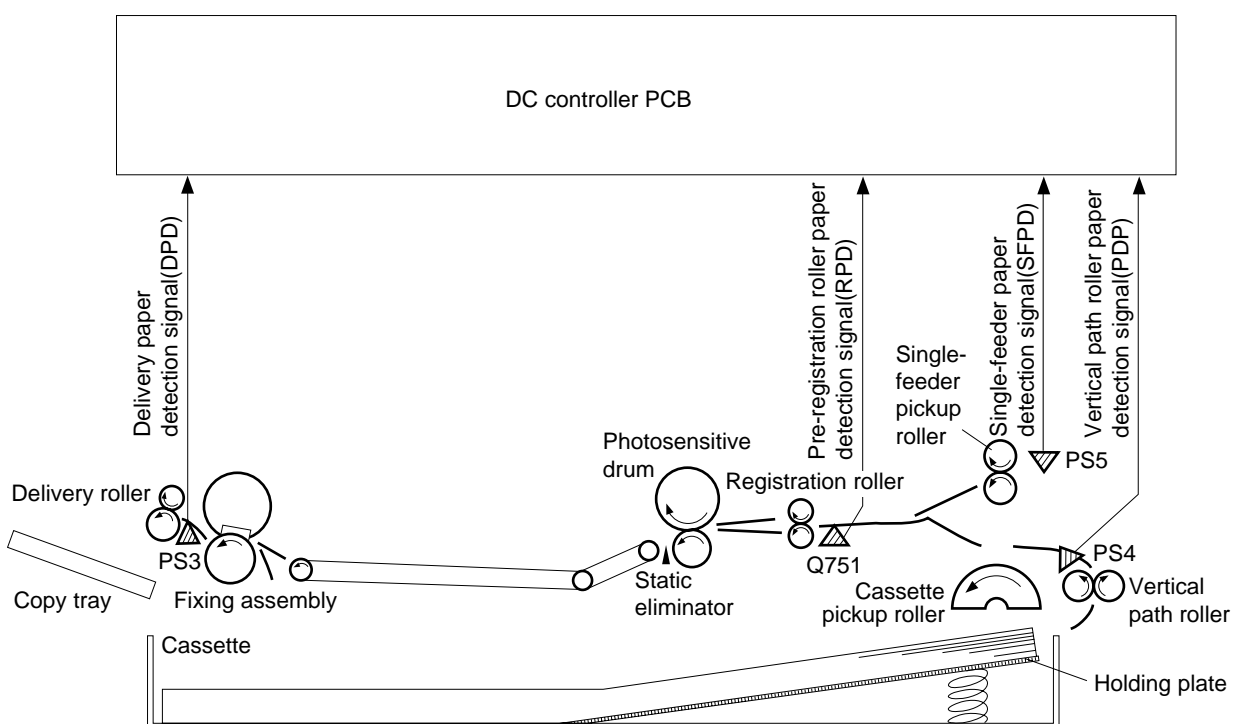 DC controller PCB
Delivery paper
detection signal(DPD)
Pre-registration roller paper
detection signal(RPD)
Single-feeder paper
detection signal(SFPD)
Vertical path roller paper
detection signal(PDP)
Single-
feeder
pickup
roller
Photosensitive
drum
PS5
Delivery roller
Registration roller
PS3
Q751
PS4
Copy tray
Fixing assembly
Static
eliminator
Cassette
pickup roller
Vertical
path roller
Cassette
Holding plate